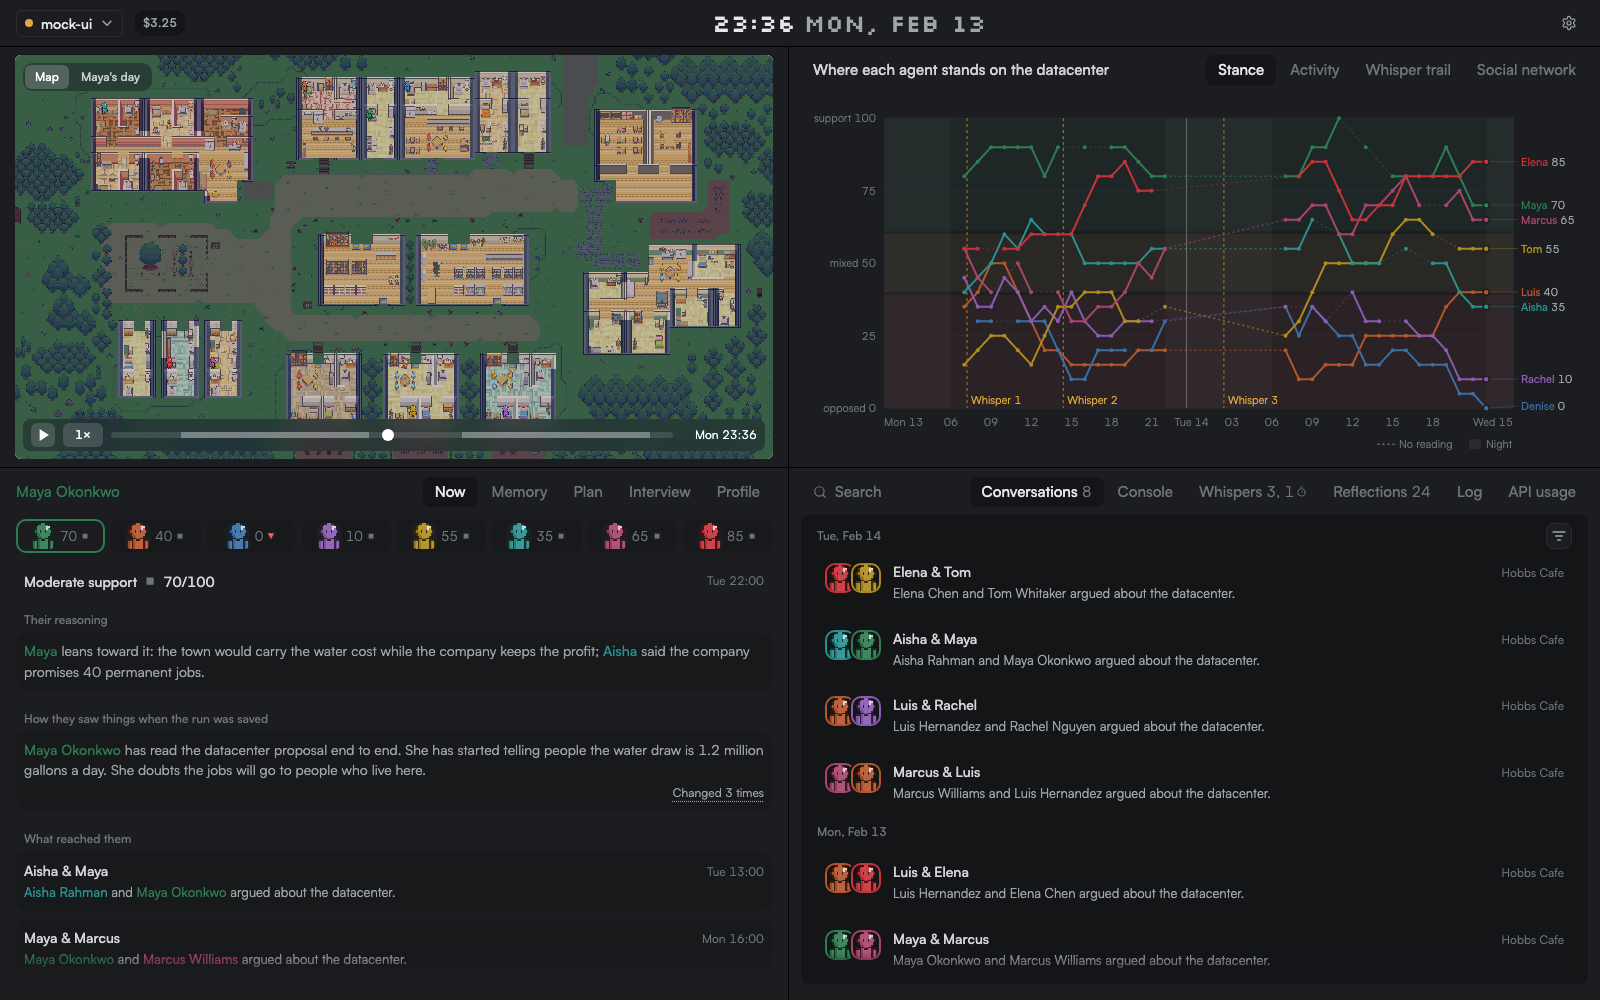 mock-ui
$3.25
23:36 MON, FEB 13
Map
Maya's day
1×
Mon 23:36
Where each agent stands on the datacenter
Stance
Activity
Whisper trail
Social network
support 100
75
mixed 50
25
opposed 0
Whisper 1
Whisper 2
Whisper 3
Elena 85
Maya 70
Marcus 65
Tom 55
Luis 40
Aisha 35
Rachel 10
Denise 0
Mon 13
06
09
12
15
18
21
Tue 14
03
06
09
12
15
18
Wed 15
No reading
Night
Maya Okonkwo
Now
Memory
Plan
Interview
Profile
70
40
0
10
55
35
65
85
Moderate support
70/100
Tue 22:00
Their reasoning
Maya leans toward it: the town would carry the water cost while the company keeps the profit; Aisha said the company
promises 40 permanent jobs.
How they saw things when the run was saved
Maya Okonkwo has read the datacenter proposal end to end. She has started telling people the water draw is 1.2 million
gallons a day. She doubts the jobs will go to people who live here.
Changed 3 times
What reached them
Aisha & Maya
Tue 13:00
Aisha Rahman and Maya Okonkwo argued about the datacenter.
Maya & Marcus
Mon 16:00
Maya Okonkwo and Marcus Williams argued about the datacenter.
Search
Conversations 8
Console
Whispers 3, 1
Reflections 24
Log
API usage
Tue, Feb 14
Elena & Tom
Hobbs Cafe
Elena Chen and Tom Whitaker argued about the datacenter.
Aisha & Maya
Hobbs Cafe
Aisha Rahman and Maya Okonkwo argued about the datacenter.
Luis & Rachel
Hobbs Cafe
Luis Hernandez and Rachel Nguyen argued about the datacenter.
Marcus & Luis
Hobbs Cafe
Marcus Williams and Luis Hernandez argued about the datacenter.
Mon, Feb 13
Luis & Elena
Hobbs Cafe
Luis Hernandez and Elena Chen argued about the datacenter.
Maya & Marcus
Hobbs Cafe
Maya Okonkwo and Marcus Williams argued about the datacenter.